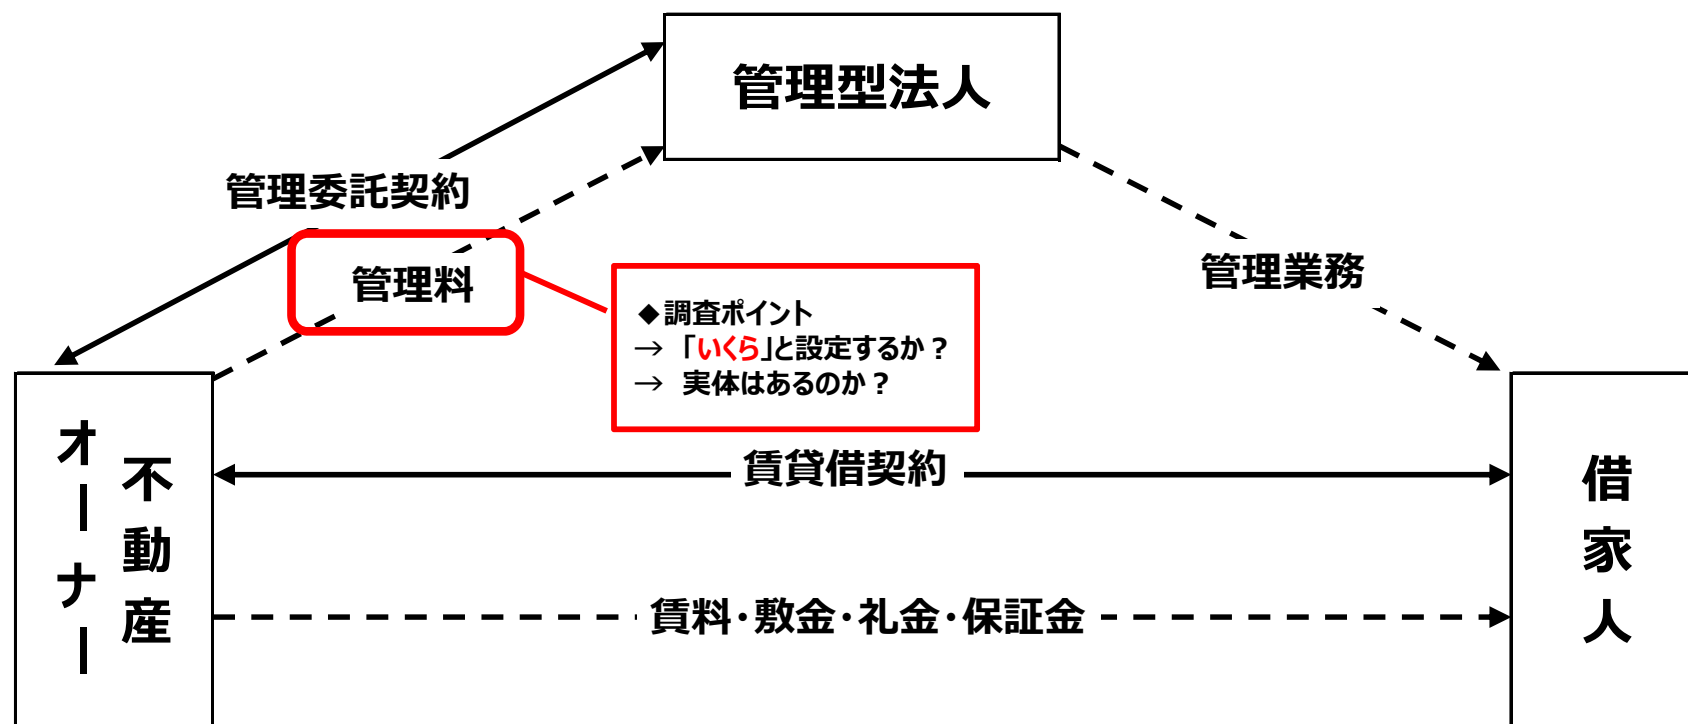 管理型法人
管理委託契約
管理料
管理業務
◆調査ポイント
→ 「いくら」と設定するか？
→ 実体はあるのか？
不動産
オーナー
賃貸借契約
借家人
賃料・敷金・礼金・保証金